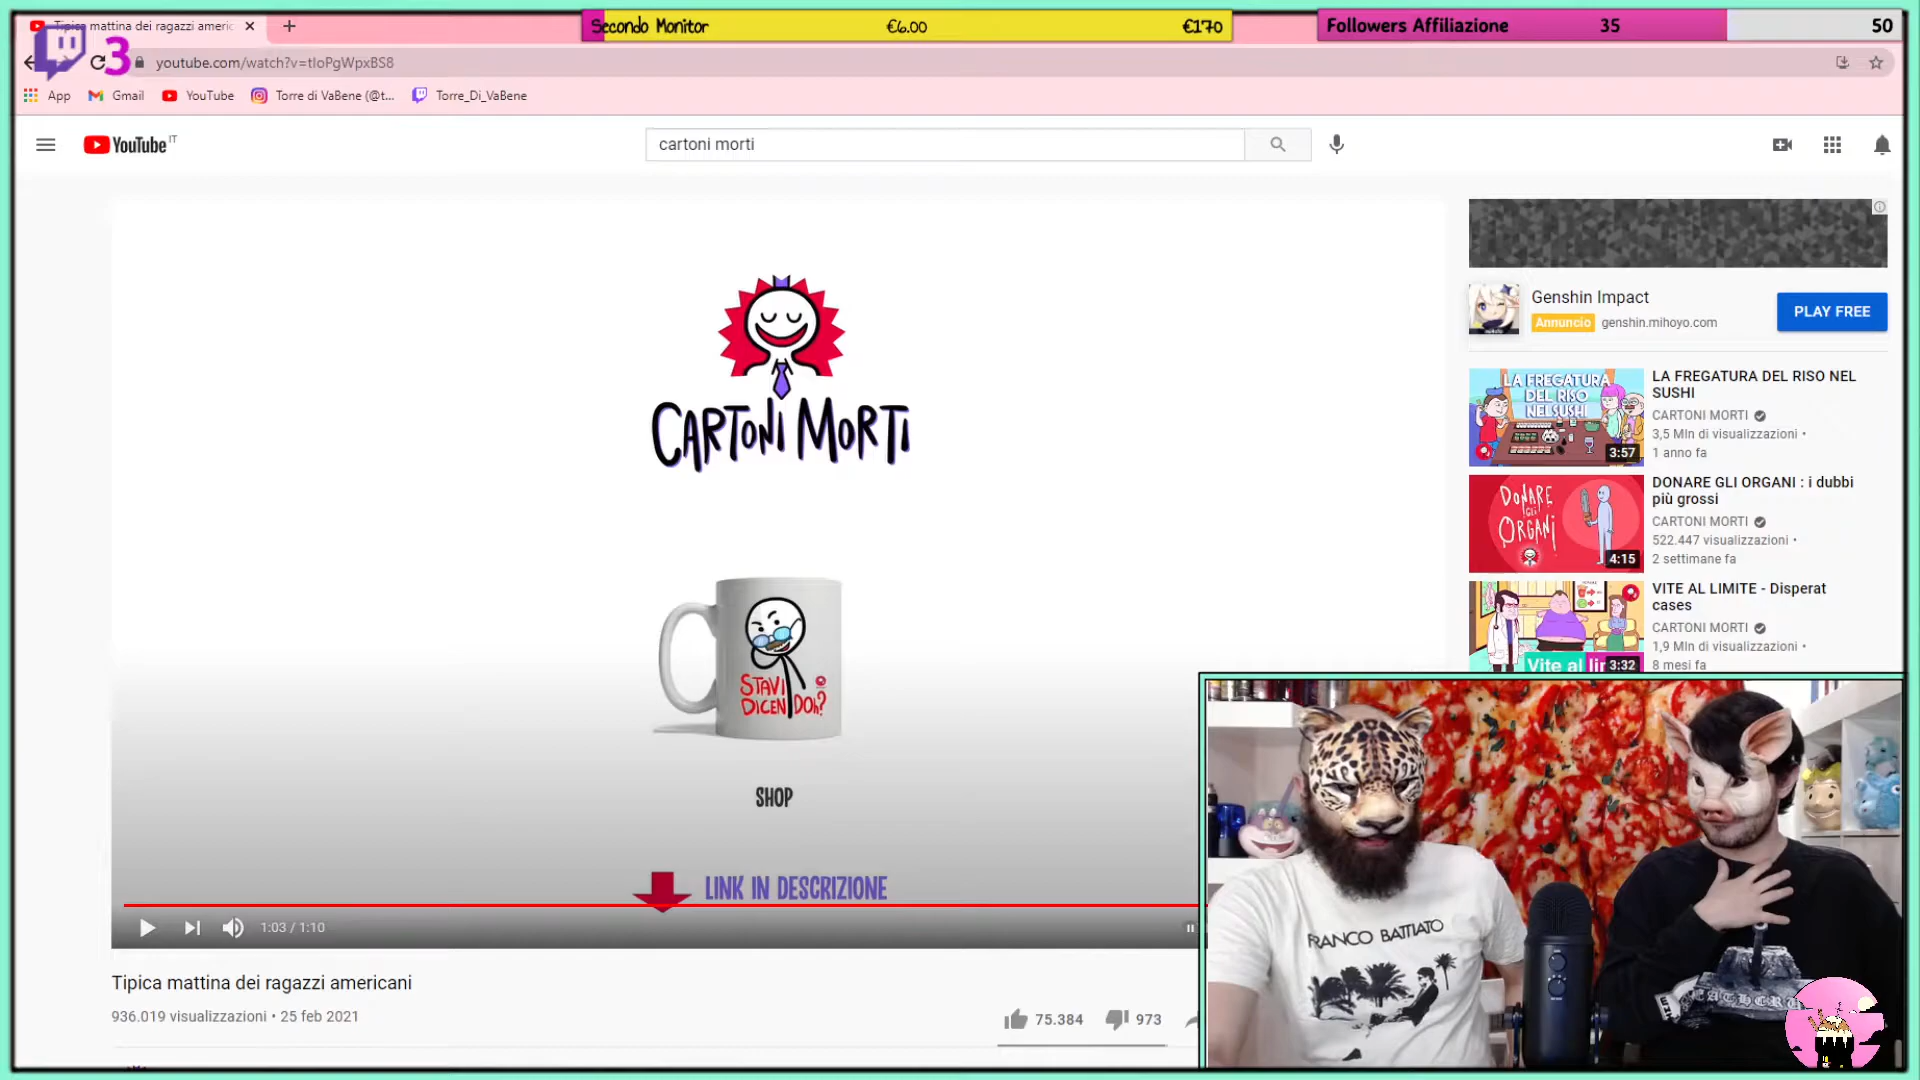 Tipica mattina dei ragazzi americ
Secondo Monitor €6.00 €170
Followers Affiliazione 35 50
3
youtube.com/watch?v=tIoPgWpxBS8
App Gmail YouTube Torre di VaBene (@t... Torre_Di_VaBene
YouTube IT
cartoni morti
CARTONI MORTI
STAVI
DICENDOh?
SHOP
LINK IN DESCRIZIONE
1:03 / 1:10
Tipica mattina dei ragazzi americani
936.019 visualizzazioni • 25 feb 2021
75.384 973
Genshin Impact
Annuncio genshin.mihoyo.com
PLAY FREE
LA FREGATURA
DEL RISO
NEL SUSHI
3:57
LA FREGATURA DEL RISO NEL
SUSHI
CARTONI MORTI
3,5 Mln di visualizzazioni •
1 anno fa
DONARE
GLI
ORGANI
4:15
DONARE GLI ORGANI : i dubbi
più grossi
CARTONI MORTI
522.447 visualizzazioni •
2 settimane fa
Vite al lim
3:32
VITE AL LIMITE - Disperat
cases
CARTONI MORTI
1,9 Mln di visualizzazioni •
8 mesi fa
FRANCO BATTIATO